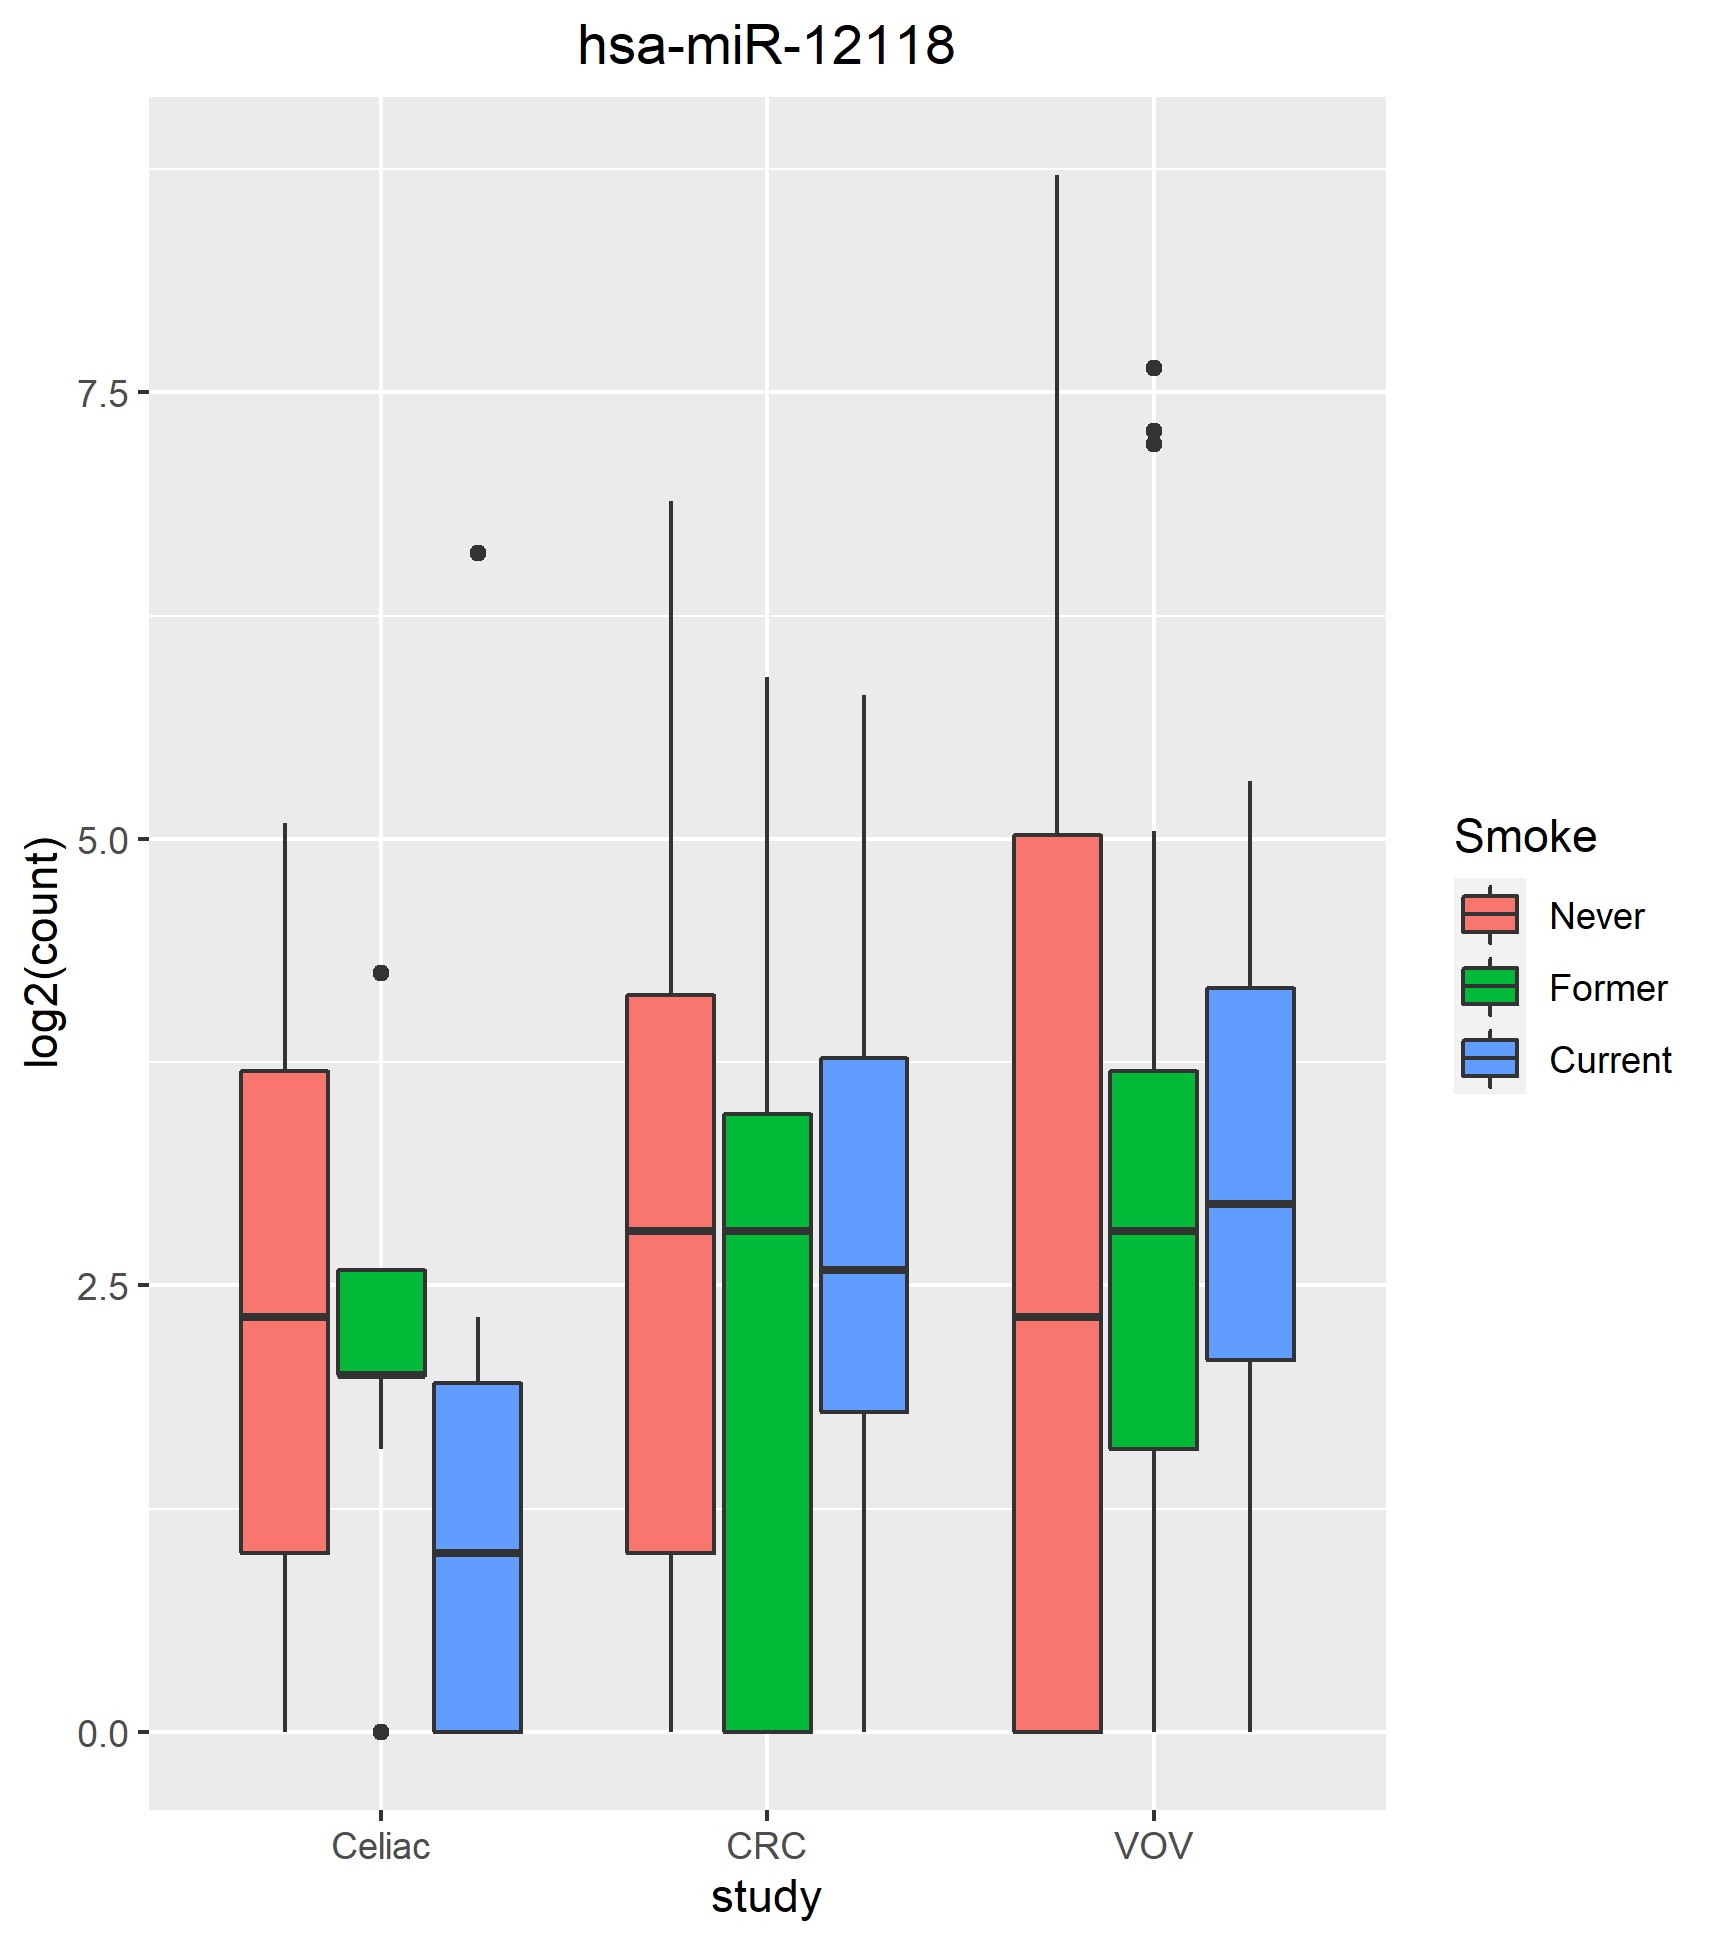 hsa-miR-12118
log2(count)
7.5
5.0
2.5
0.0
Celiac CRC VOV
study
Smoke
Never
Former
Current